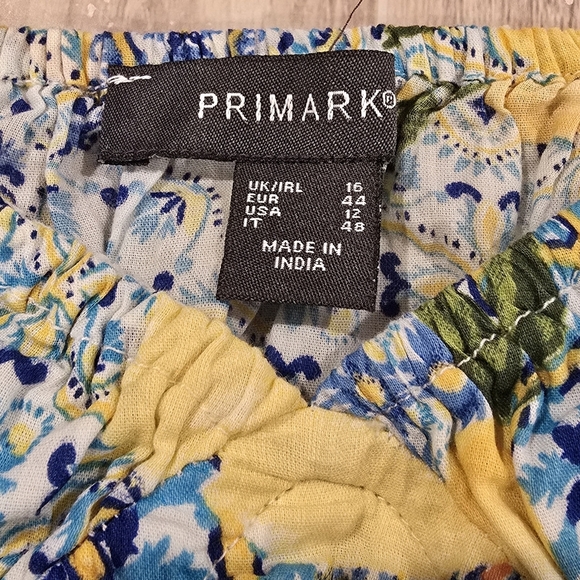 PRIMARK®
UK/IRL 16
EUR 44
USA 12
IT 48
MADE IN
INDIA